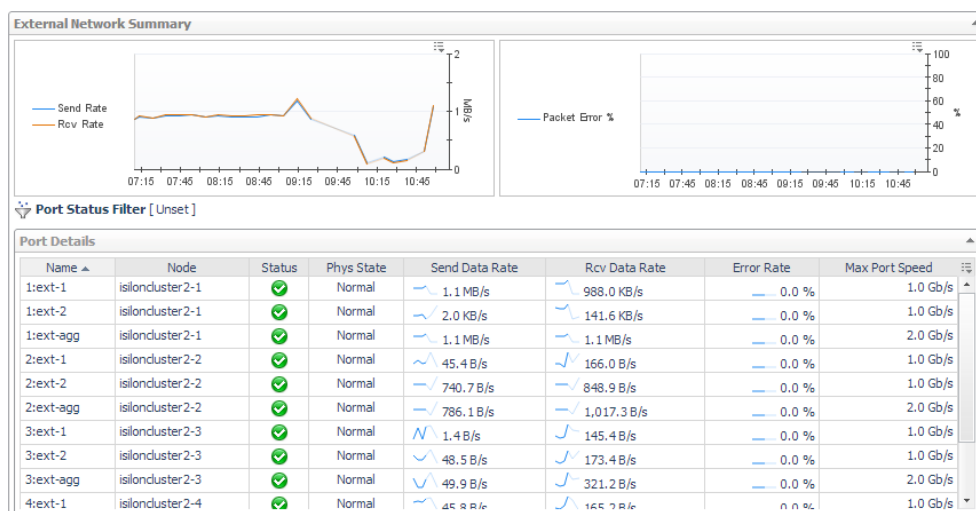 External Network Summary
Send Rate
Rcv Rate
2
1
0
MB/s
07:15 07:45 08:15 08:45 09:15 09:45 10:15 10:45
Packet Error %
100
80
60
40
20
0
%
07:15 07:45 08:15 08:45 09:15 09:45 10:15 10:45
Port Status Filter [ Unset ]
Port Details
Name Node Status Phys State Send Data Rate Rcv Data Rate Error Rate Max Port Speed
1:ext-1 isiloncluster2-1 Normal 1.1 MB/s 988.0 KB/s 0.0 % 1.0 Gb/s
1:ext-2 isiloncluster2-1 Normal 2.0 KB/s 141.6 KB/s 0.0 % 1.0 Gb/s
1:ext-agg isiloncluster2-1 Normal 1.1 MB/s 1.1 MB/s 0.0 % 2.0 Gb/s
2:ext-1 isiloncluster2-2 Normal 45.4 B/s 166.0 B/s 0.0 % 1.0 Gb/s
2:ext-2 isiloncluster2-2 Normal 740.7 B/s 848.9 B/s 0.0 % 1.0 Gb/s
2:ext-agg isiloncluster2-2 Normal 786.1 B/s 1,017.3 B/s 0.0 % 2.0 Gb/s
3:ext-1 isiloncluster2-3 Normal 1.4 B/s 145.4 B/s 0.0 % 1.0 Gb/s
3:ext-2 isiloncluster2-3 Normal 48.5 B/s 173.4 B/s 0.0 % 1.0 Gb/s
3:ext-agg isiloncluster2-3 Normal 49.9 B/s 321.2 B/s 0.0 % 2.0 Gb/s
4:ext-1 isiloncluster2-4 Normal 45.8 B/s 165.2 B/s 0.0 % 1.0 Gb/s